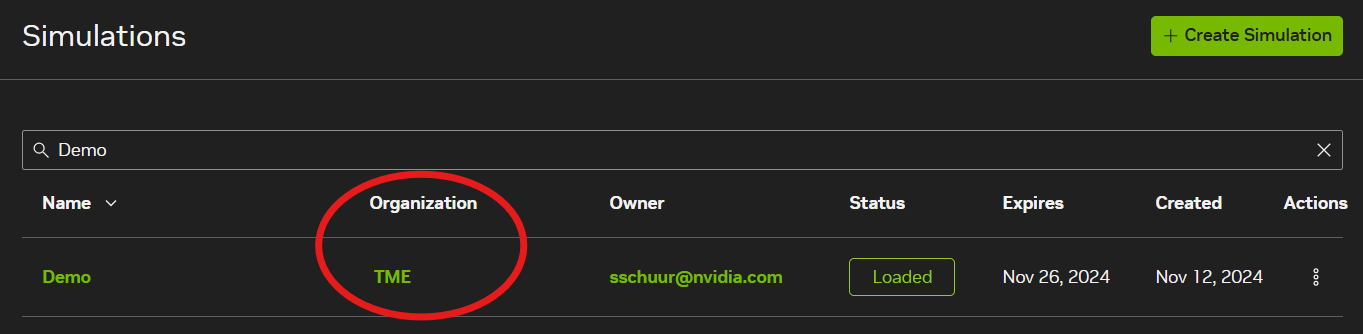 Simulations
+ Create Simulation
Demo
Name Organization Owner Status Expires Created Actions
Demo TME sschuur@nvidia.com Loaded Nov 26, 2024 Nov 12, 2024